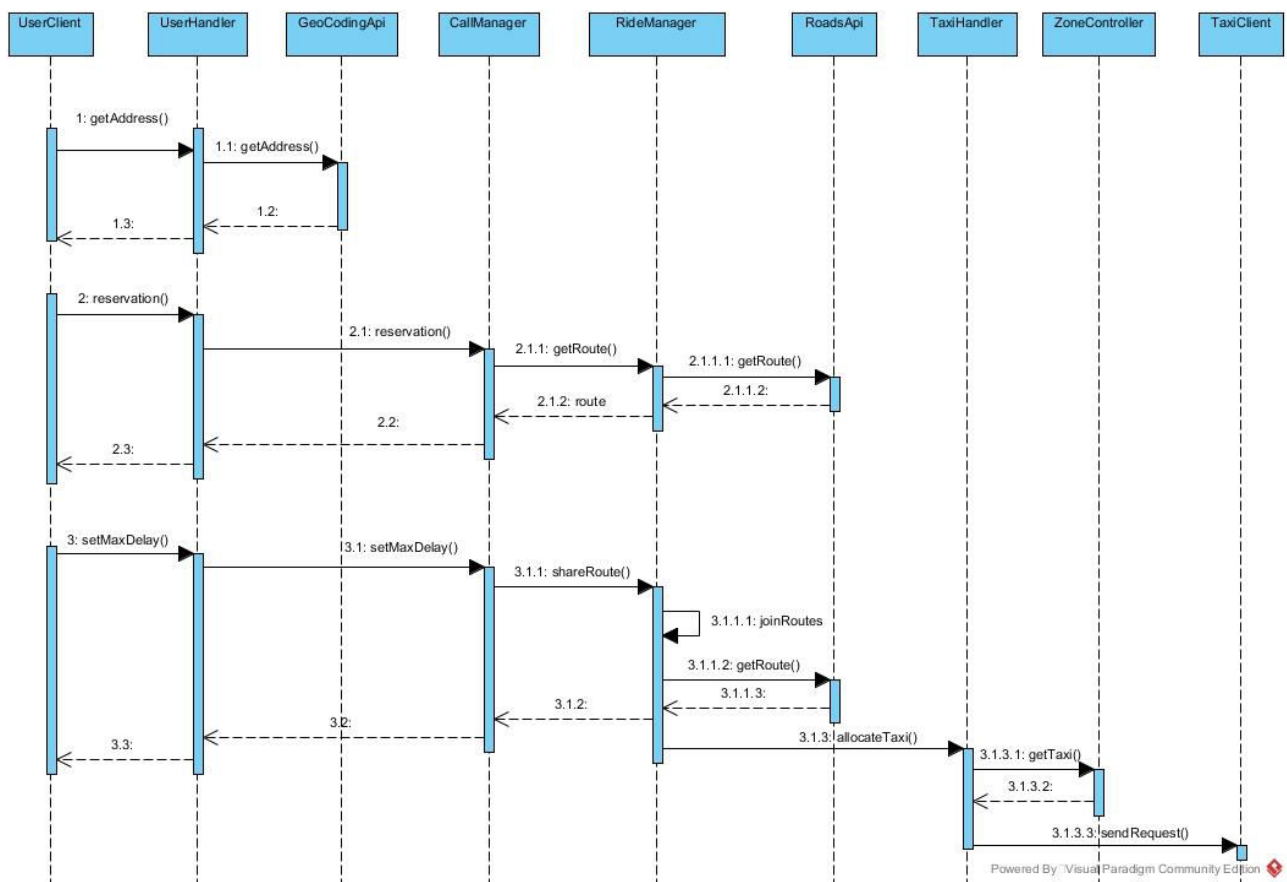 UserClient
UserHandler
GeoCodingApi
CallManager
RideManager
RoadsApi
TaxiHandler
ZoneController
TaxiClient
1: getAddress()
1.1: getAddress()
1.2:
1.3:
2: reservation()
2.1: reservation()
2.1.1: getRoute()
2.1.1.1: getRoute()
2.1.1.2:
2.1.2: route
2.2:
2.3:
3: setMaxDelay()
3.1: setMaxDelay()
3.1.1: shareRoute()
3.1.1.1: joinRoutes
3.1.1.2: getRoute()
3.1.1.3:
3.1.2:
3.2:
3.3:
3.1.3: allocateTaxi()
3.1.3.1: getTaxi()
3.1.3.2:
3.1.3.3: sendRequest()
Powered By Visual Paradigm Community Edition